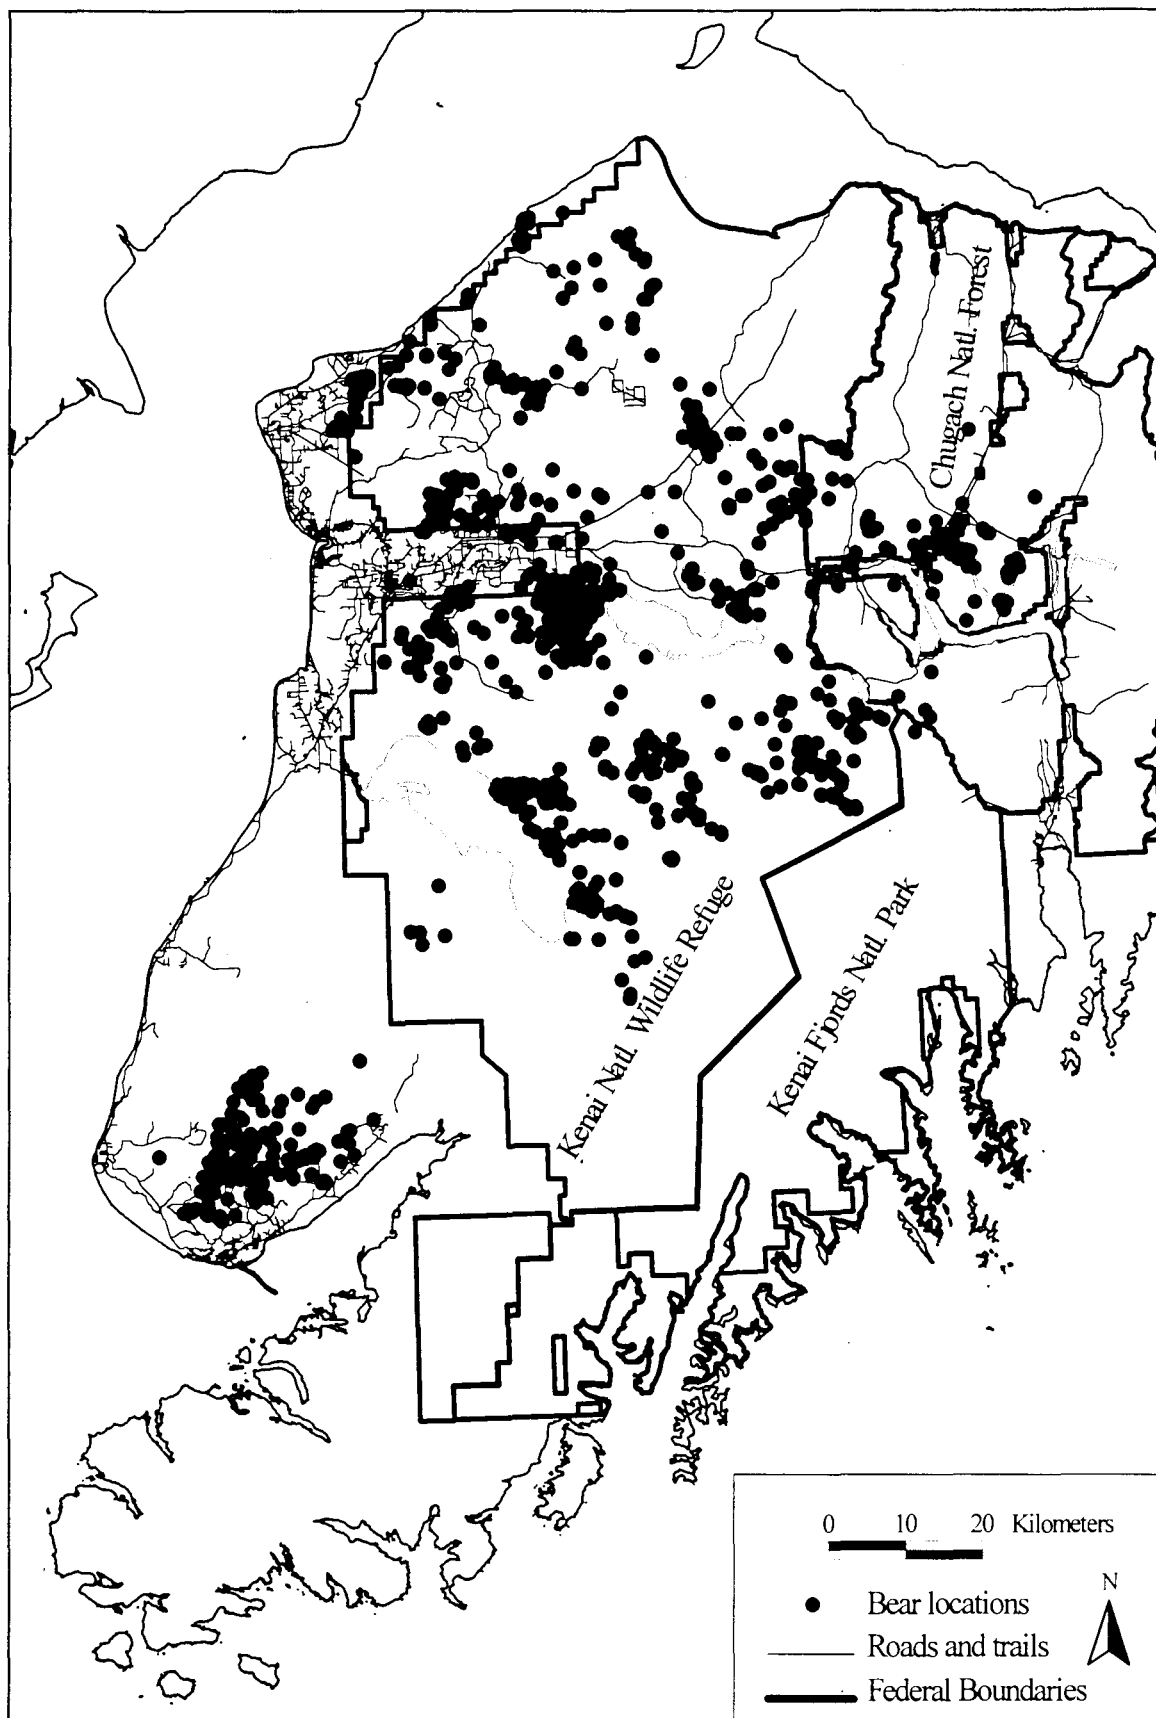 Chugach Natl. Forest
Kenai Natl. Wildlife Refuge
Kenai Fjords Natl. Park
0 10 20 Kilometers
N
Bear locations
Roads and trails
Federal Boundaries